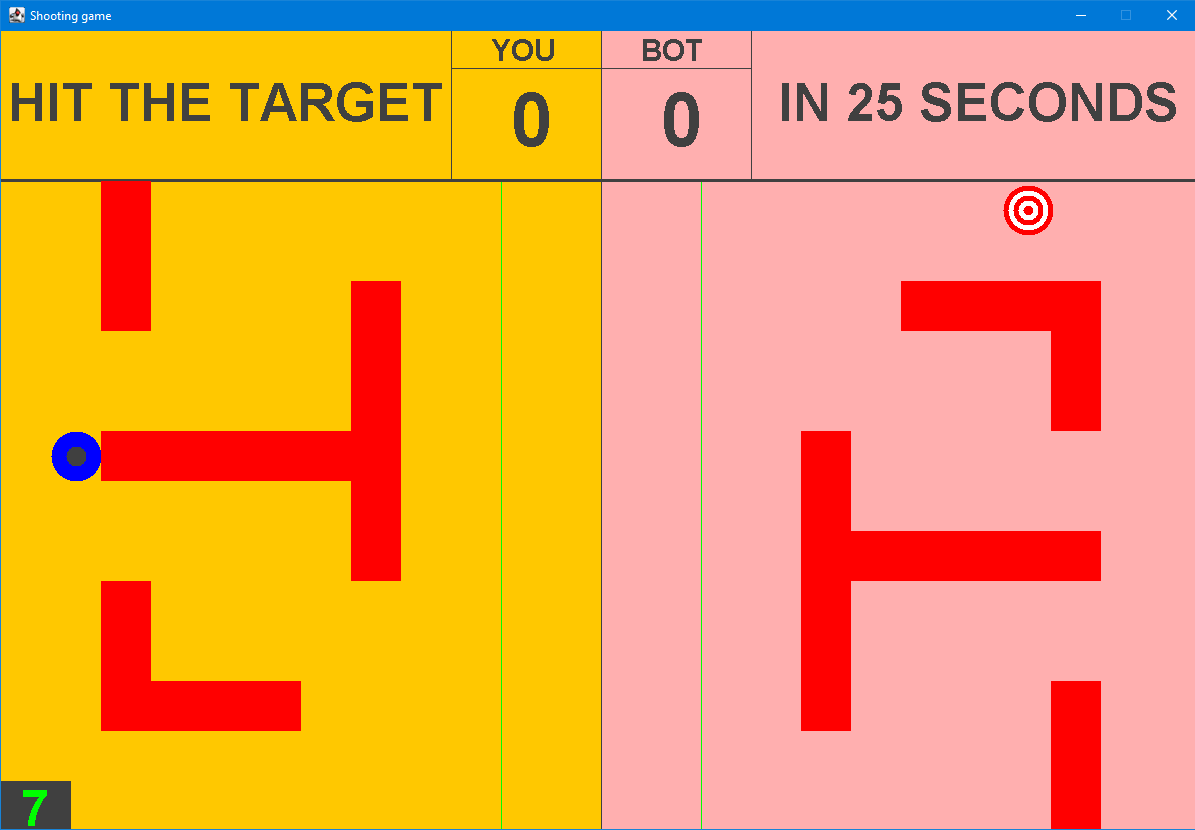 Shooting game
HIT THE TARGET
YOU
0
BOT
0
IN 25 SECONDS
7